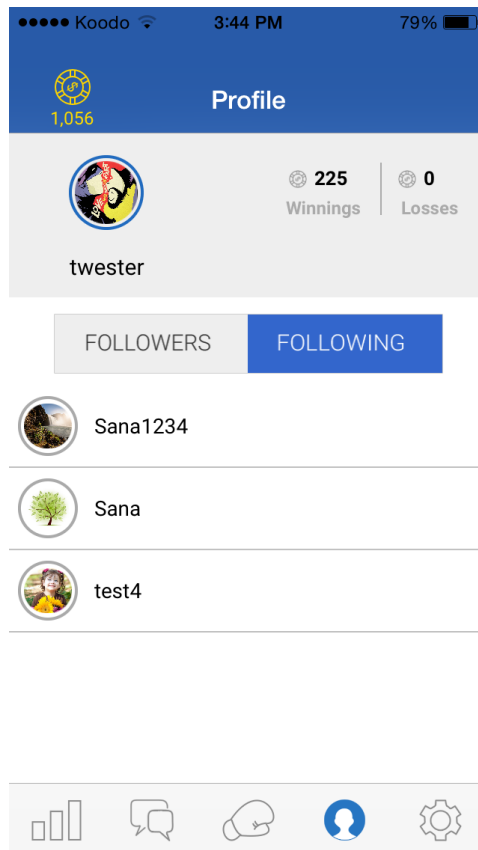 Koodo 3:44 PM 79%
Profile
1,056
225 0
Winnings Losses
twester
FOLLOWERS FOLLOWING
Sana1234
Sana
test4